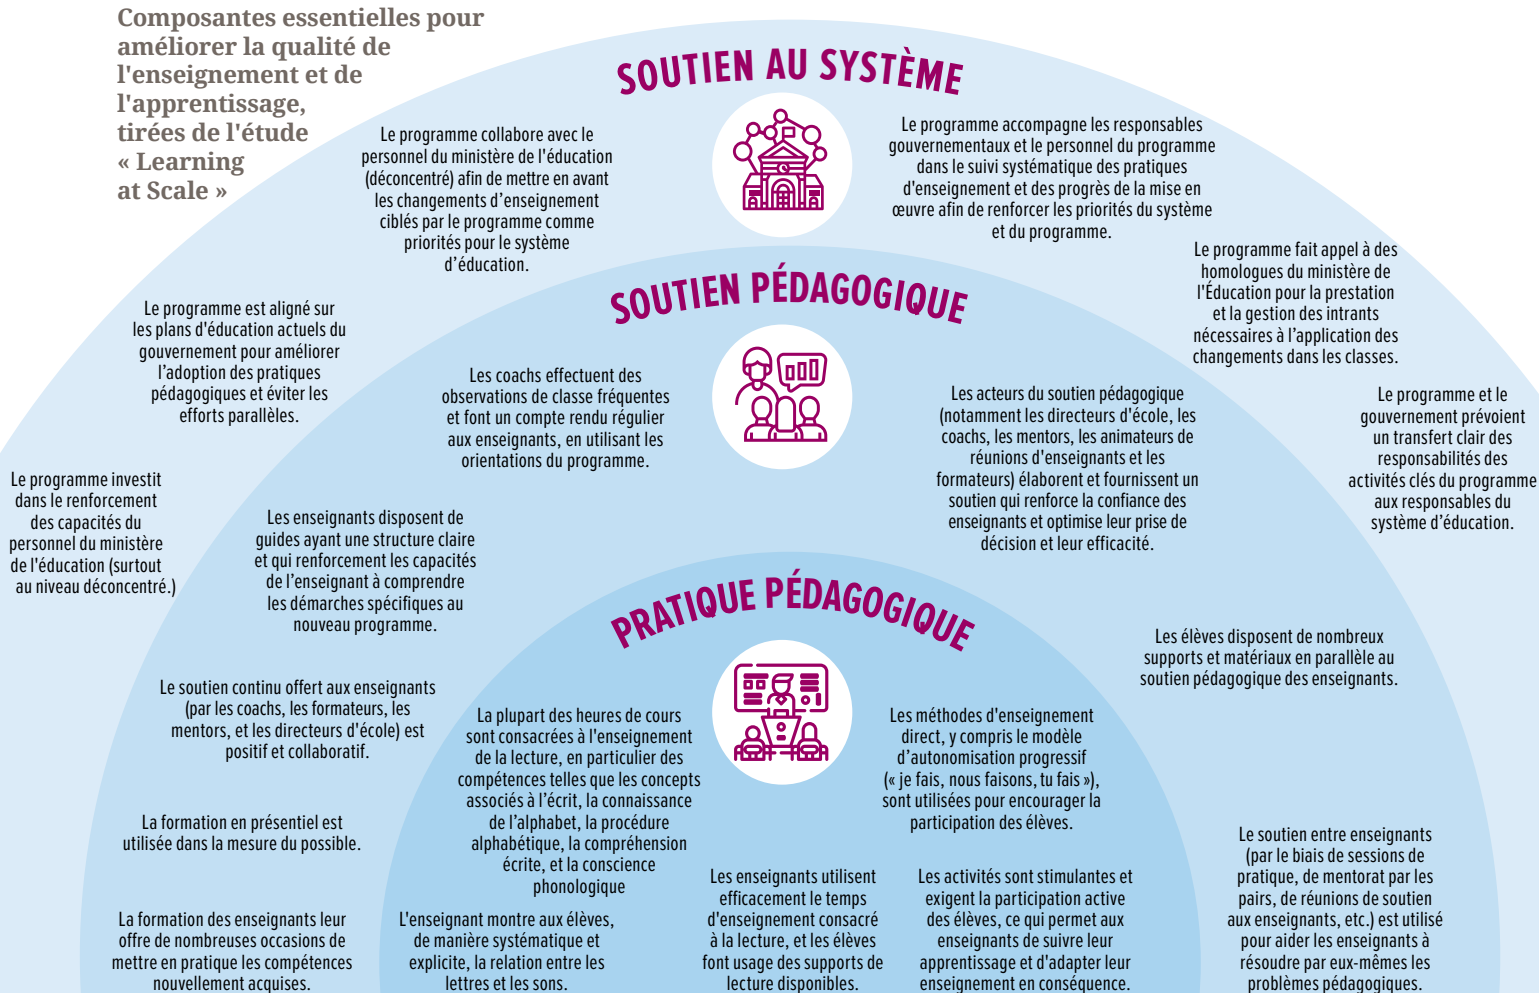 Composantes essentielles pour
améliorer la qualité de
l'enseignement et de
l'apprentissage,
tirées de l'étude
« Learning
at Scale »
SOUTIEN AU SYSTÈME
Le programme investit
dans le renforcement
des capacités du
personnel du ministère
de l'éducation (surtout
au niveau déconcentré.)
Le programme est aligné sur
les plans d'éducation actuels du
gouvernement pour améliorer
l’adoption des pratiques
pédagogiques et éviter les
efforts parallèles.
Le programme collabore avec le
personnel du ministère de l'éducation
(déconcentré) afin de mettre en avant
les changements d’enseignement
ciblés par le programme comme
priorités pour le système
d’éducation.
Le programme accompagne les responsables
gouvernementaux et le personnel du programme
dans le suivi systématique des pratiques
d'enseignement et des progrès de la mise en
œuvre afin de renforcer les priorités du système
et du programme.
Le programme fait appel à des
homologues du ministère de
l'Éducation pour la prestation
et la gestion des intrants
nécessaires à l’application des
changements dans les classes.
Le programme et le
gouvernement prévoient
un transfert clair des
responsabilités des
activités clés du programme
aux responsables du
système d’éducation.
SOUTIEN PÉDAGOGIQUE
Les coachs effectuent des
observations de classe fréquentes
et font un compte rendu régulier
aux enseignants, en utilisant les
orientations du programme.
Les enseignants disposent de
guides ayant une structure claire
et qui renforcement les capacités
de l’enseignant à comprendre
les démarches spécifiques au
nouveau programme.
Le soutien continu offert aux enseignants
(par les coachs, les formateurs, les
mentors, et les directeurs d'école) est
positif et collaboratif.
La formation en présentiel est
utilisée dans la mesure du possible.
La formation des enseignants leur
offre de nombreuses occasions de
mettre en pratique les compétences
nouvellement acquises.
Les acteurs du soutien pédagogique
(notamment les directeurs d'école, les
coachs, les mentors, les animateurs de
réunions d'enseignants et les
formateurs) élaborent et fournissent un
soutien qui renforce la confiance des
enseignants et optimise leur prise de
décision et leur efficacité.
Les élèves disposent de nombreux
supports et matériaux en parallèle au
soutien pédagogique des enseignants.
Le soutien entre enseignants
(par le biais de sessions de
pratique, de mentorat par les
pairs, de réunions de soutien
aux enseignants, etc.) est utilisé
pour aider les enseignants à
résoudre par eux-mêmes les
problèmes pédagogiques.
PRATIQUE PÉDAGOGIQUE
La plupart des heures de cours
sont consacrées à l'enseignement
de la lecture, en particulier des
compétences telles que les concepts
associés à l’écrit, la connaissance
de l’alphabet, la procédure
alphabétique, la compréhension
écrite, et la conscience
phonologique
L'enseignant montre aux élèves,
de manière systématique et
explicite, la relation entre les
lettres et les sons.
Les enseignants utilisent
efficacement le temps
d'enseignement consacré
à la lecture, et les élèves
font usage des supports de
lecture disponibles.
Les méthodes d'enseignement
direct, y compris le modèle
d’autonomisation progressif
(« je fais, nous faisons, tu fais »),
sont utilisées pour encourager la
participation des élèves.
Les activités sont stimulantes et
exigent la participation active
des élèves, ce qui permet aux
enseignants de suivre leur
apprentissage et d'adapter leur
enseignement en conséquence.